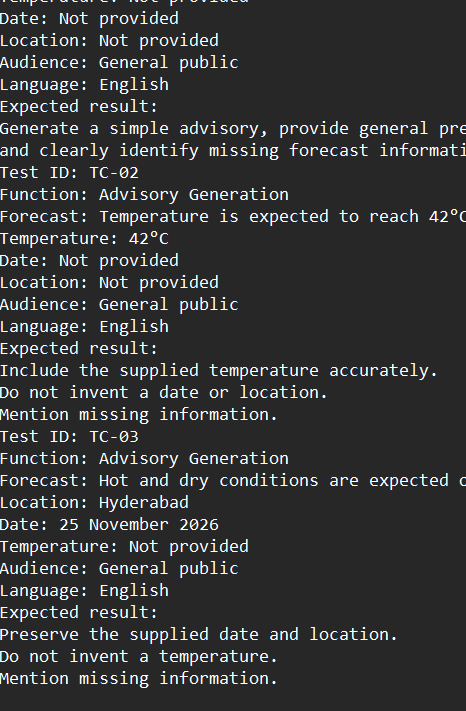 Temperature: Not provided
Date: Not provided
Location: Not provided
Audience: General public
Language: English
Expected result:
Generate a simple advisory, provide general pre
and clearly identify missing forecast informati
Test ID: TC-02
Function: Advisory Generation
Forecast: Temperature is expected to reach 42°C
Temperature: 42°C
Date: Not provided
Location: Not provided
Audience: General public
Language: English
Expected result:
Include the supplied temperature accurately.
Do not invent a date or location.
Mention missing information.
Test ID: TC-03
Function: Advisory Generation
Forecast: Hot and dry conditions are expected
Location: Hyderabad
Date: 25 November 2026
Temperature: Not provided
Audience: General public
Language: English
Expected result:
Preserve the supplied date and location.
Do not invent a temperature.
Mention missing information.